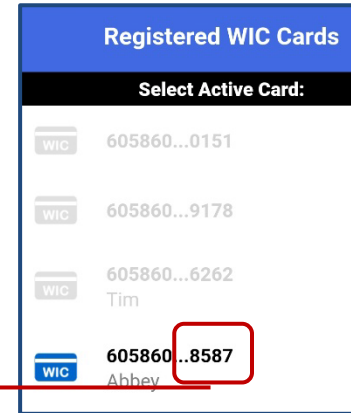 Registered WIC Cards
Select Active Card:
WIC 605860...0151
WIC 605860...9178
WIC 605860...6262
Tim
WIC 605860...8587
Abbey